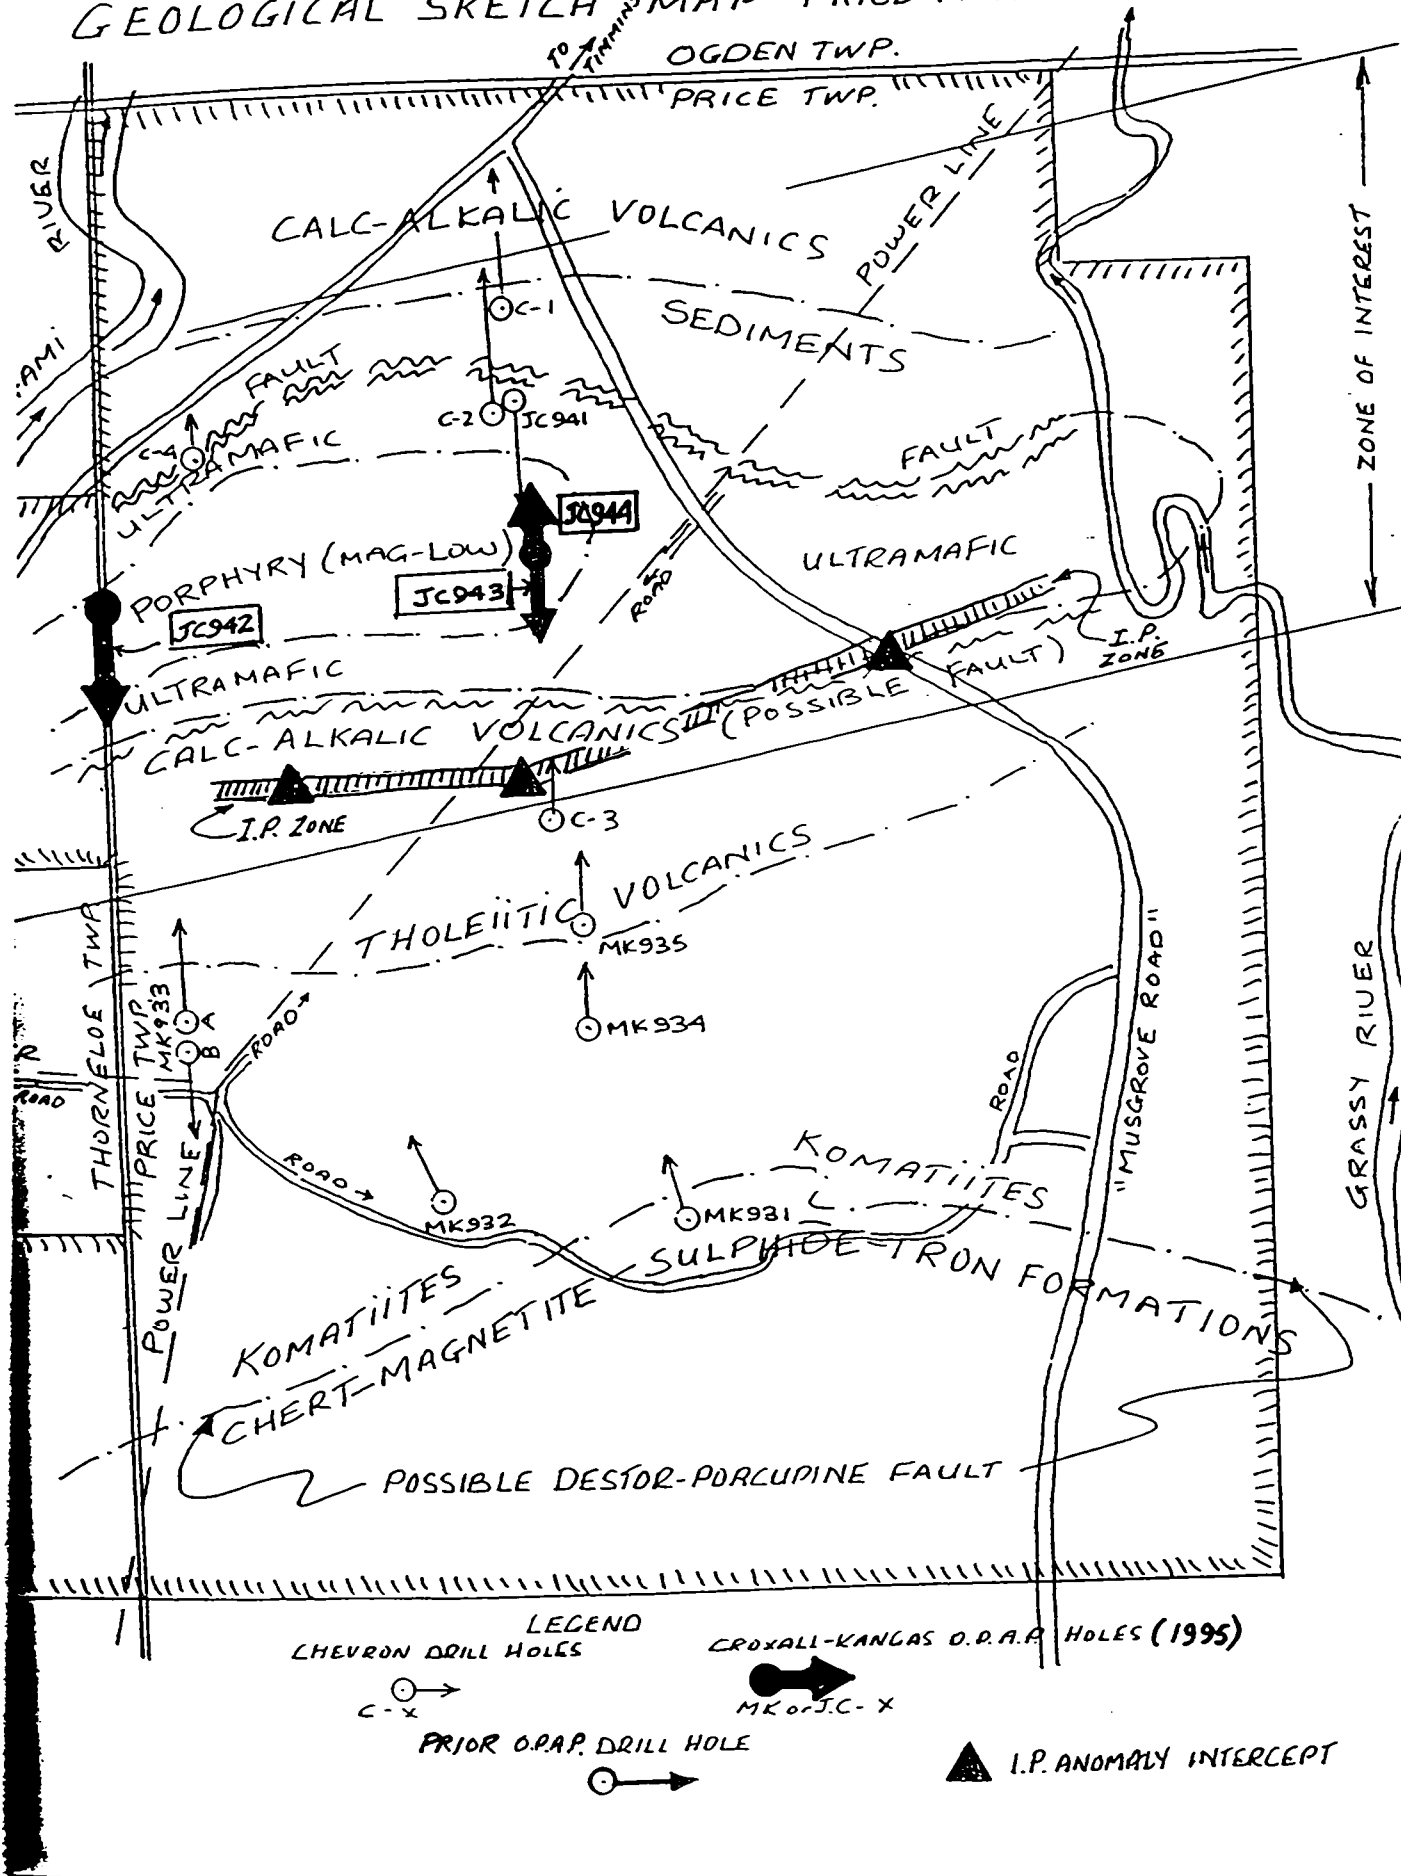 GEOLOGICAL SKETCH MAP
TO
TIMMINS
OGDEN TWP.
PRICE TWP.
RIVER
POWER LINE
CALC-ALKALIC VOLCANICS
ZONE OF INTEREST
C-1
SEDIMENTS
AMI
FAULT
C-2
JC941
C-4
ULTRAMAFIC
FAULT
JC944
PORPHYRY (MAG-LOW)
ULTRAMAFIC
JC943
ROAD
JC942
I.P.
ZONE
ULTRAMAFIC
(POSSIBLE FAULT)
CALC-ALKALIC VOLCANICS
I.P. ZONE
C-3
THOLEIITIC VOLCANICS
MK935
THORNELOE TWP
PRICE TWP
MK933
A
B
ROAD
MK934
"MUSGROVE ROAD"
GRASSY RIVER
R
ROAD
ROAD
POWER LINE
ROAD
KOMATIITES
MK932
MK931
SULPHIDE-IRON FORMATIONS
KOMATIITES
CHERT-MAGNETITE
POSSIBLE DESTOR-PORCUPINE FAULT
LEGEND
CHEVRON DRILL HOLES
CROXALL-KANGAS O.P.A.P. HOLES (1995)
C-X
MK or J.C-X
PRIOR O.P.A.P. DRILL HOLE
I.P. ANOMALY INTERCEPT